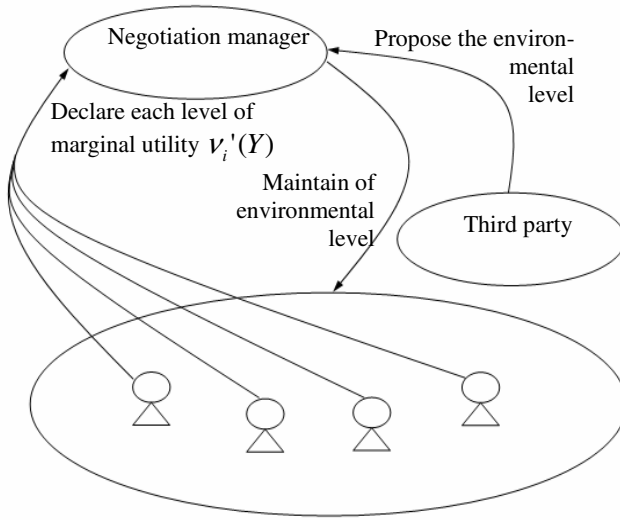 Negotiation manager
Propose the environ-
mental
level
Declare each level of
marginal utility ν_i'(Y)
Maintain of
environmental
level
Third party